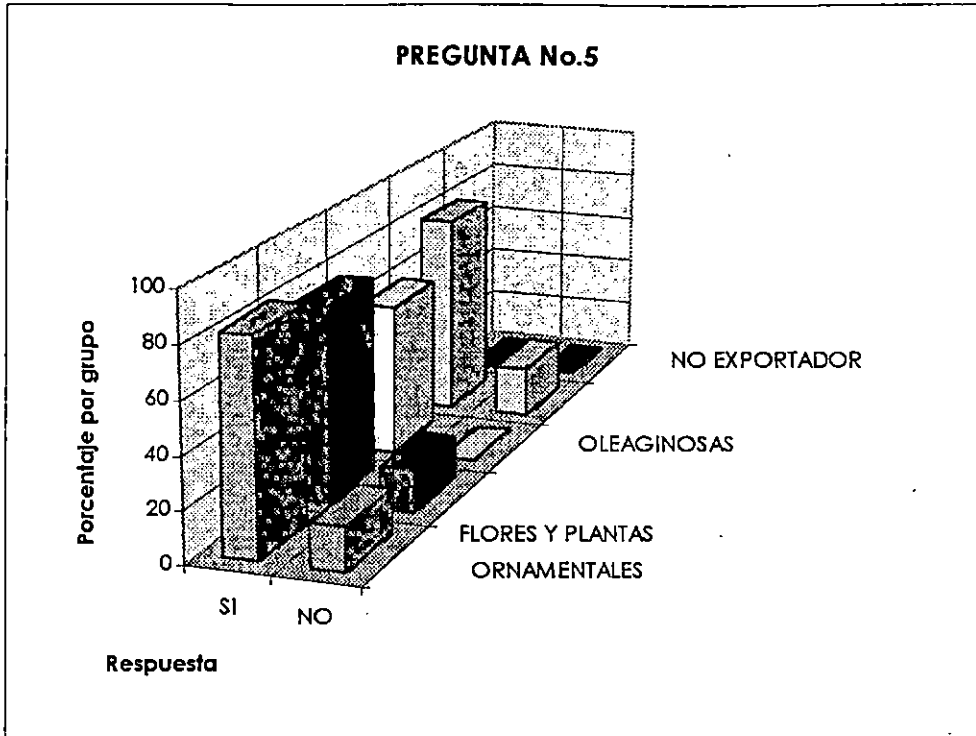 PREGUNTA No.5
Porcentaje por grupo
100
80
60
40
20
0
SI
NO
Respuesta
NO EXPORTADOR
OLEAGINOSAS
FLORES Y PLANTAS
ORNAMENTALES